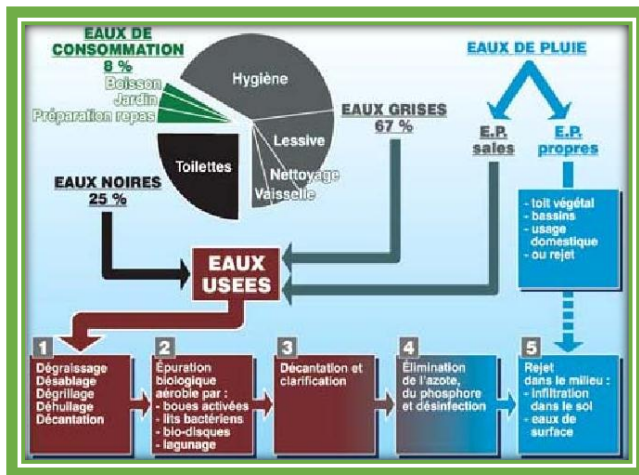 EAUX DE
CONSOMMATION
8 %
Boisson
Jardin
Préparation repas
Hygiène
Lessive
Nettoyage
Vaisselle
Toilettes
EAUX GRISES
67 %
EAUX NOIRES
25 %
EAUX DE PLUIE
E.P.
sales
E.P.
propres
- toit végétal
- bassins
- usage
domestique
- ou rejet
EAUX
USEES
1
Dégraissage
Désablage
Dégrillage
Déhuilage
Décantation
2
Épuration
biologique
aérobie par :
- boues activées
- lits bactériens
- bio-disques
- lagunage
3
Décantation et
clarification
4
Élimination
de l'azote,
du phosphore
et désinfection
5
Rejet
dans le milieu :
- infiltration
dans le sol
- eaux de
surface